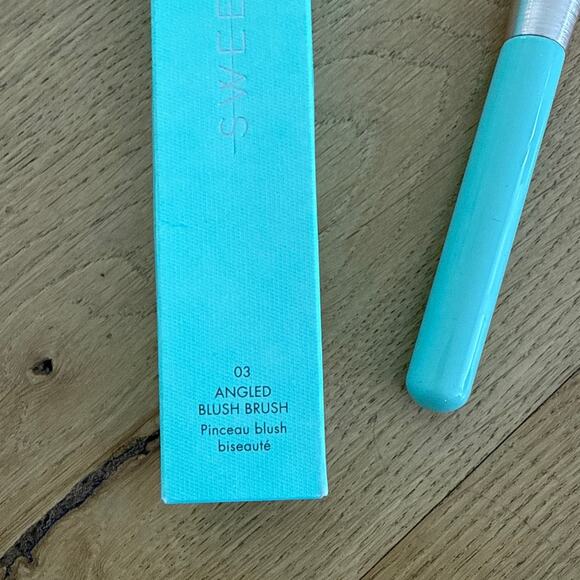 SWEE
03
ANGLED
BLUSH BRUSH
Pinceau blush
biseauté